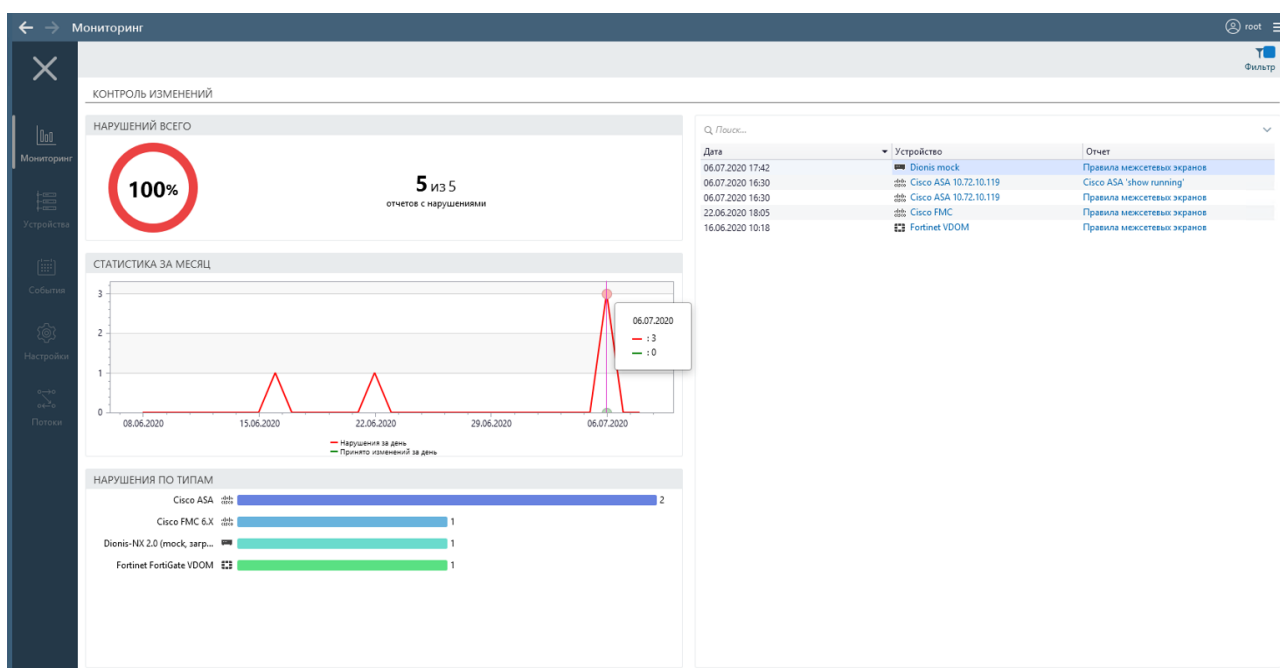 Мониторинг
root
Фильтр
Мониторинг
Устройства
События
Настройки
Потоки
КОНТРОЛЬ ИЗМЕНЕНИЙ
НАРУШЕНИЙ ВСЕГО
100%
5 из 5
отчетов с нарушениями
СТАТИСТИКА ЗА МЕСЯЦ
3
2
1
0
08.06.2020 15.06.2020 22.06.2020 29.06.2020 06.07.2020
06.07.2020
: 3
: 0
Нарушения за день
Принято изменений за день
НАРУШЕНИЯ ПО ТИПАМ
Cisco ASA 2
Cisco FMC 6.X 1
Dionis-NX 2.0 (mock, загр... 1
Fortinet FortiGate VDOM 1
Поиск...
Дата Устройство Отчет
06.07.2020 17:42 Dionis mock Правила межсетевых экранов
06.07.2020 16:30 Cisco ASA 10.72.10.119 Cisco ASA 'show running'
06.07.2020 16:30 Cisco ASA 10.72.10.119 Правила межсетевых экранов
22.06.2020 18:05 Cisco FMC Правила межсетевых экранов
16.06.2020 10:18 Fortinet VDOM Правила межсетевых экранов